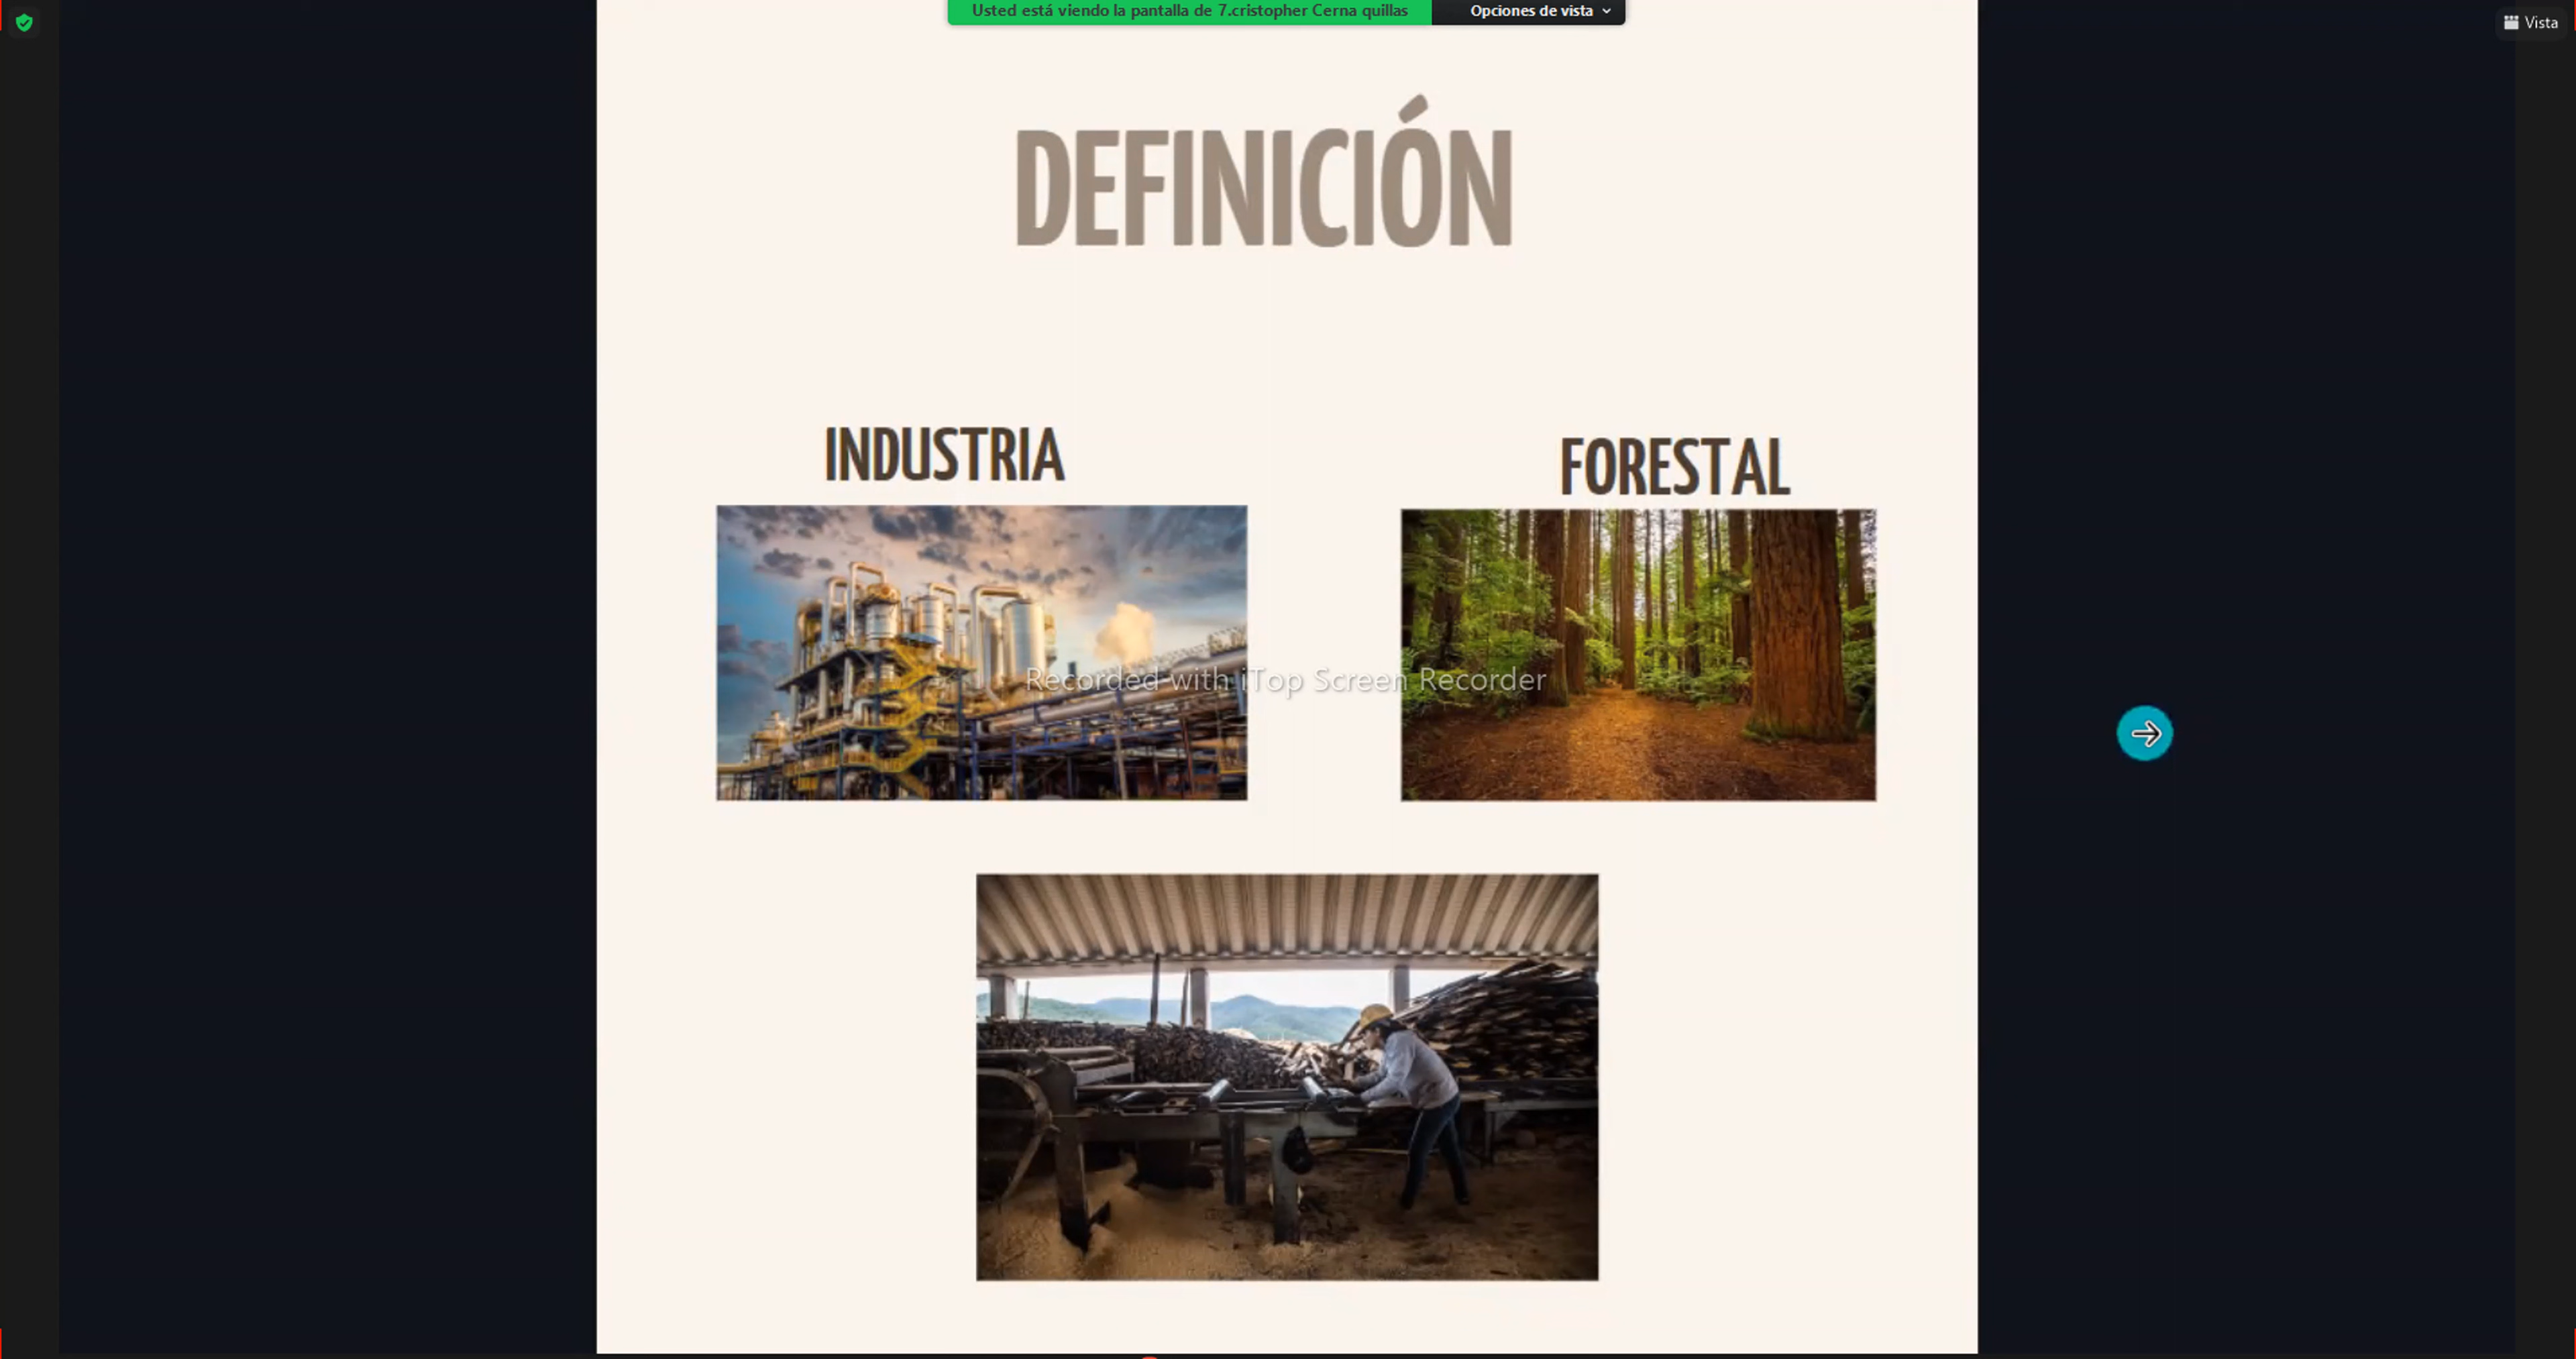 Usted está viendo la pantalla de 7.cristopher Cerna quillas
Opciones de vista
Vista
DEFINICIÓN
INDUSTRIA
FORESTAL
Recorded with iTop Screen Recorder